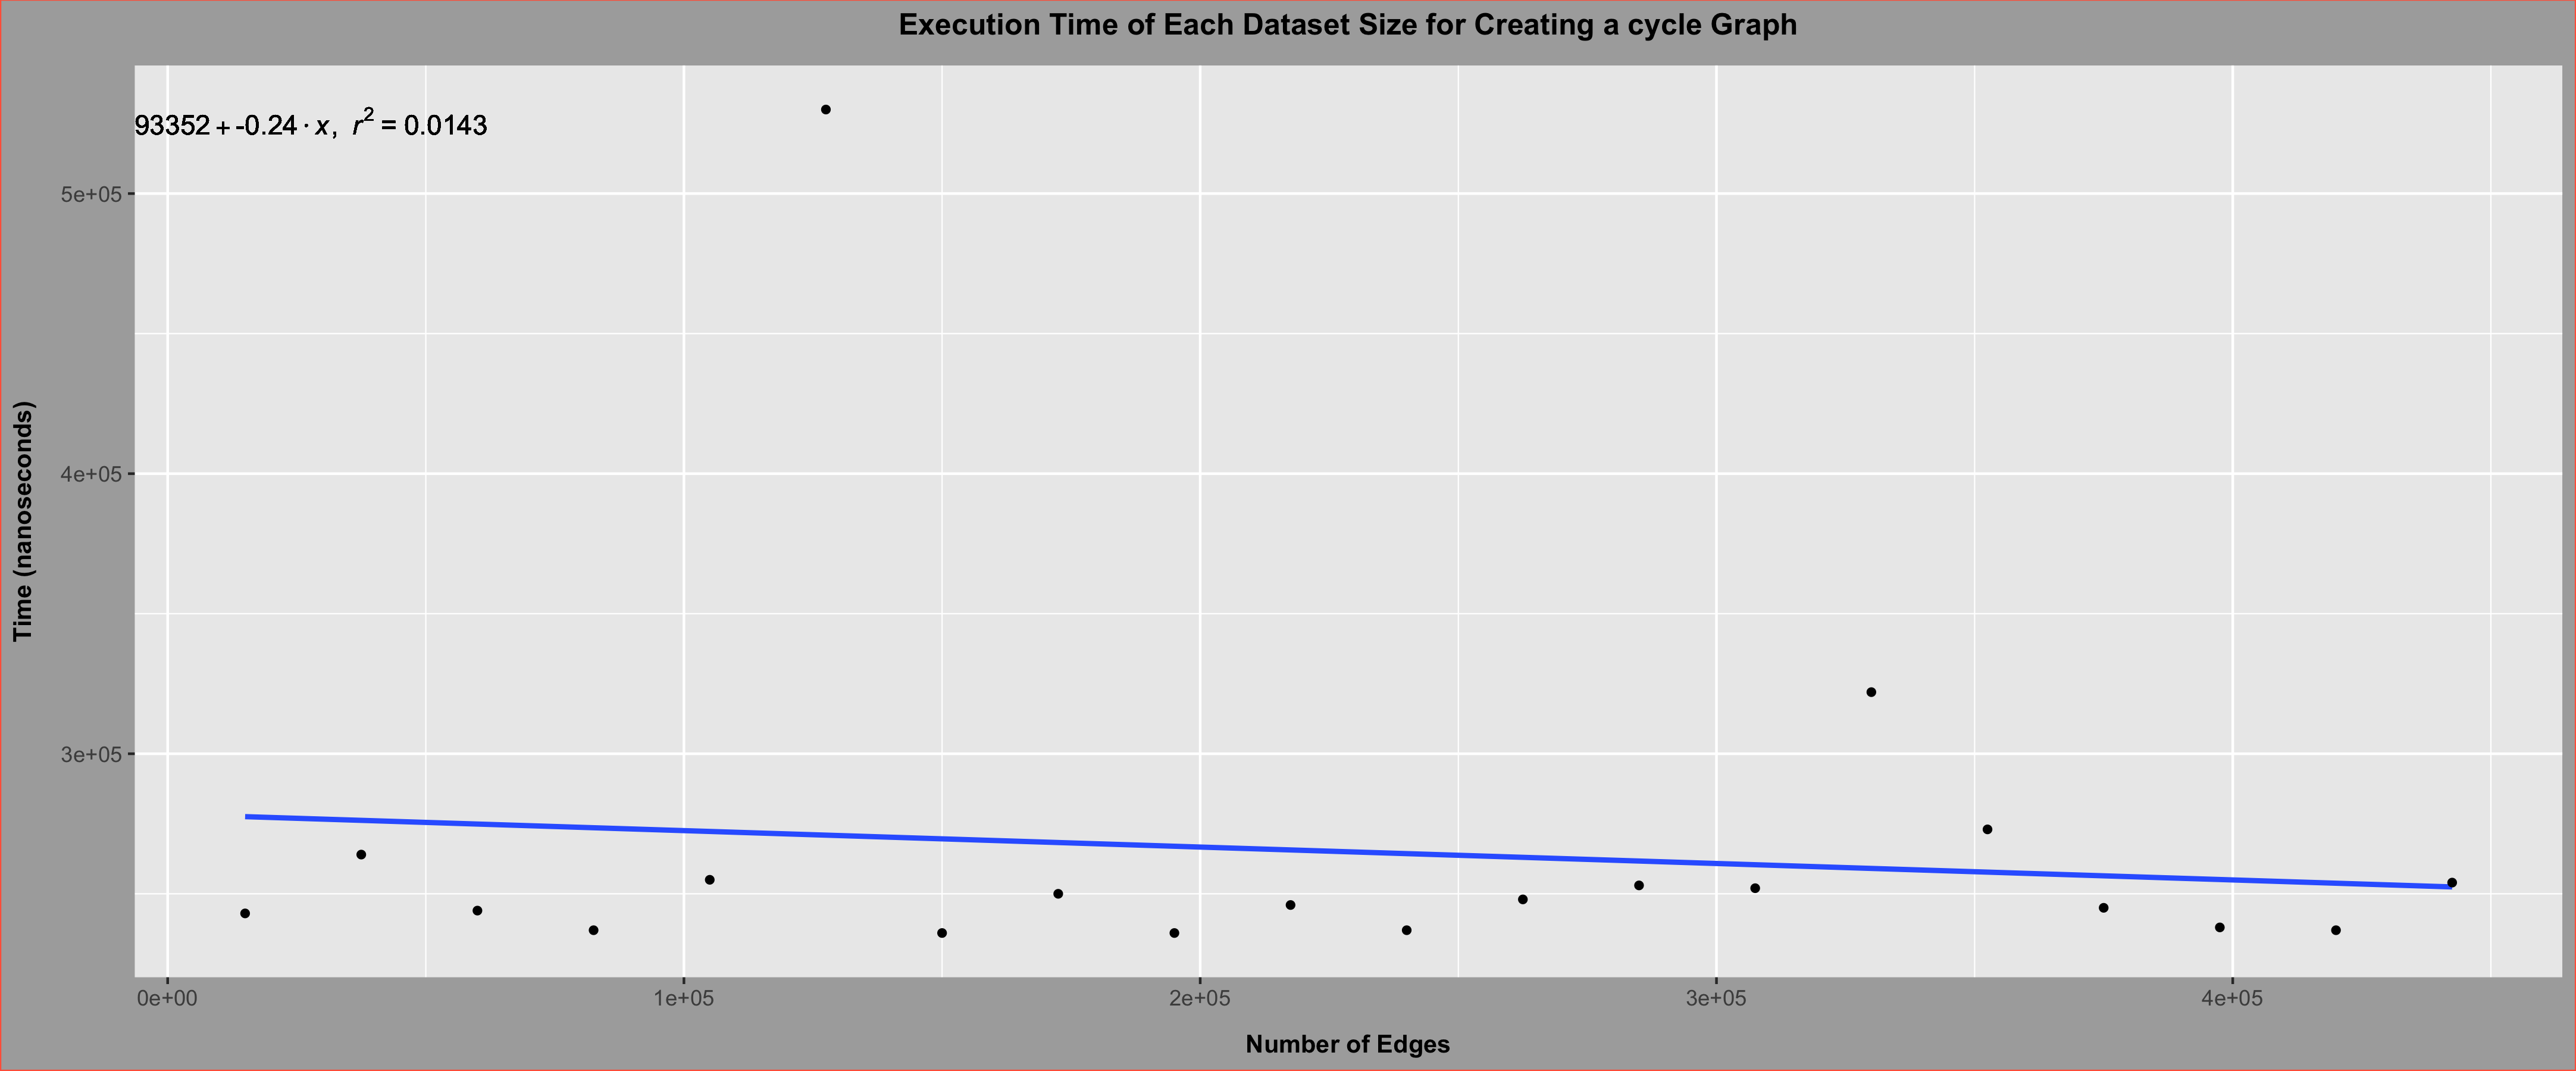 Execution Time of Each Dataset Size for Creating a cycle Graph
93352 + -0.24 · x, r² = 0.0143
5e+05
4e+05
3e+05
Time (nanoseconds)
0e+00 1e+05 2e+05 3e+05 4e+05
Number of Edges